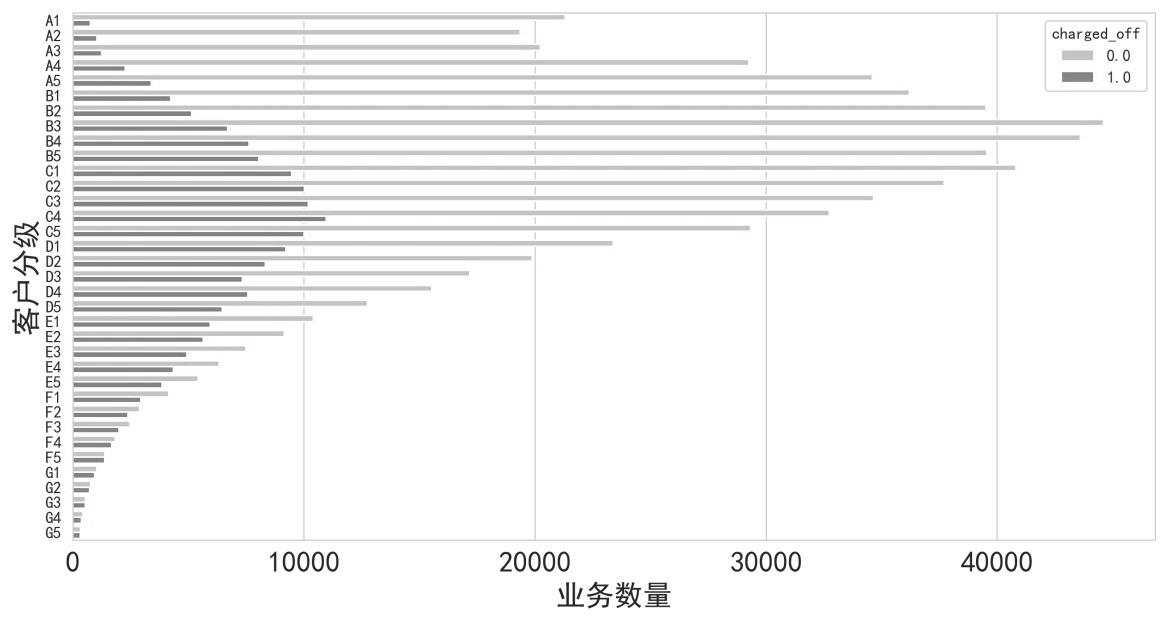 charged_off
0.0
1.0
客户分级
A1
A2
A3
A4
A5
B1
B2
B3
B4
B5
C1
C2
C3
C4
C5
D1
D2
D3
D4
D5
E1
E2
E3
E4
E5
F1
F2
F3
F4
F5
G1
G2
G3
G4
G5
0 10000 20000 30000 40000
业务数量